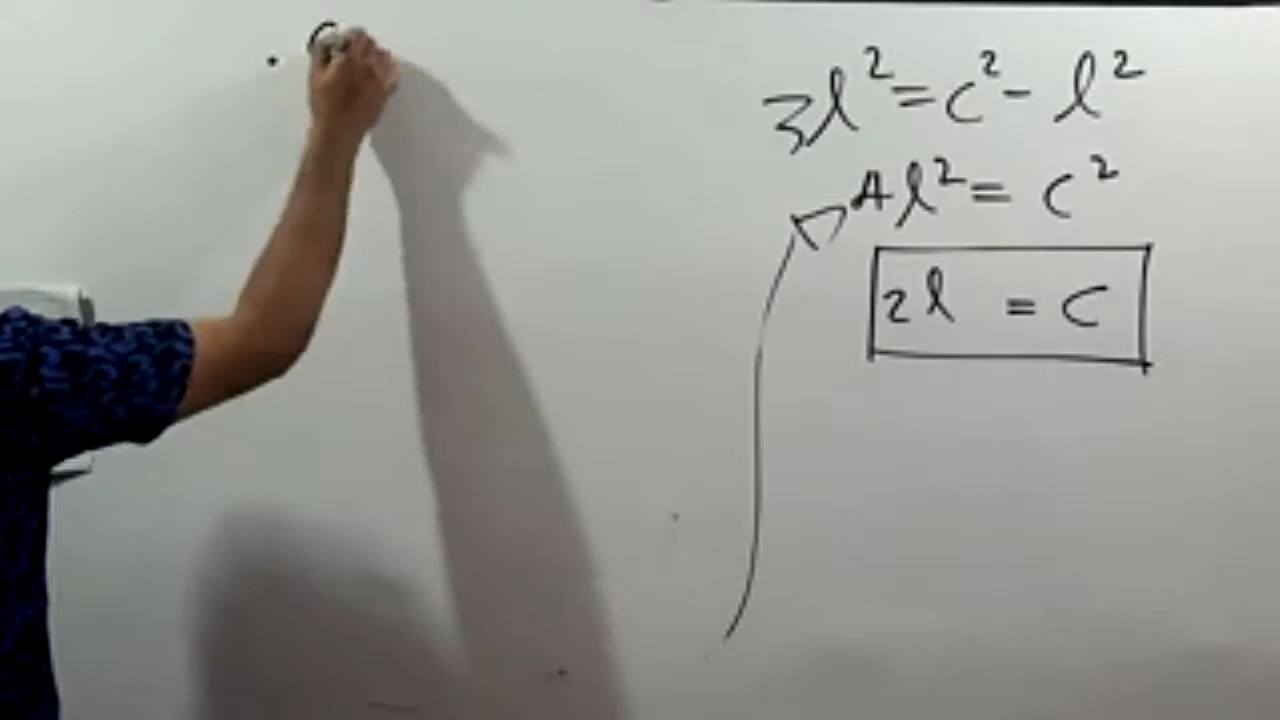 3l² = c² - l²
4l² = c²
2l = c